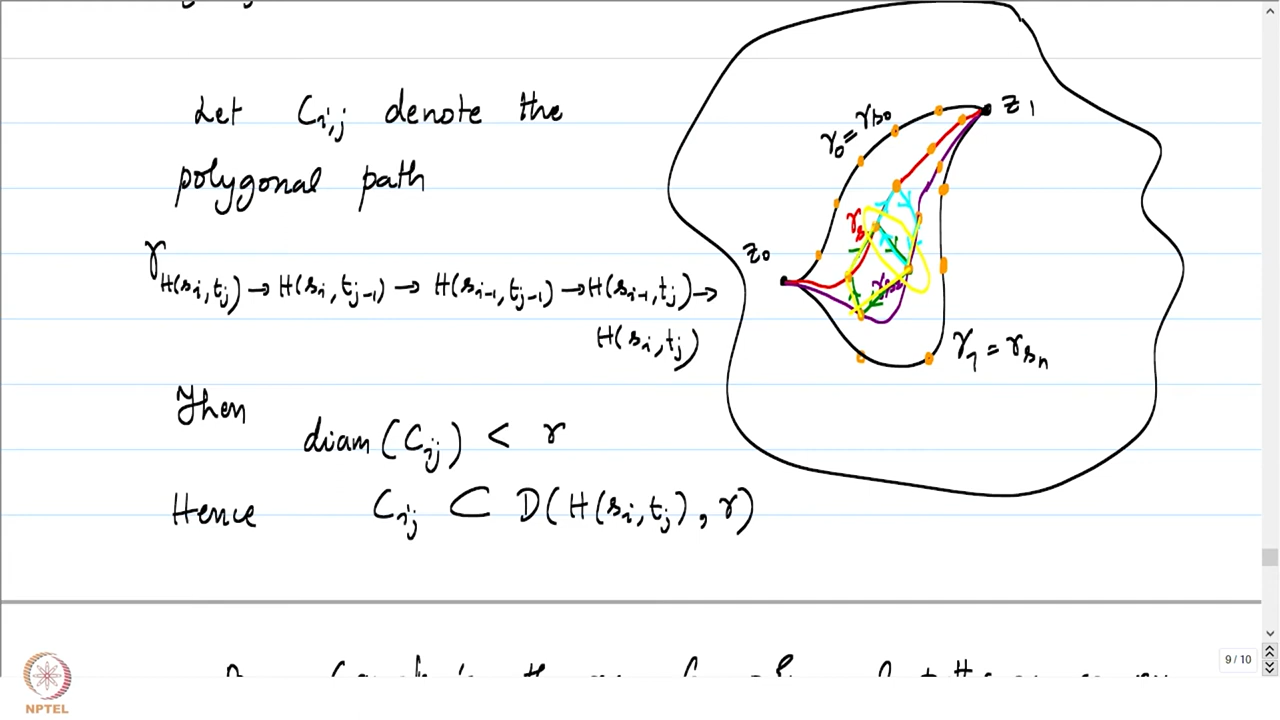 Let C_{i,j} denote the
polygonal path
γ_{H(s_i, t_j) → H(s_i, t_{j-1}) → H(s_{i-1}, t_{j-1}) → H(s_{i-1}, t_j) →
H(s_i, t_j)}
Then
diam(C_{ij}) < r
Hence C_{ij} ⊂ D(H(s_i, t_j), r)
z_1
γ_0 = γ_{s_0}
γ_s
z_0
γ_1 = γ_{s_n}
9 / 10
NPTEL